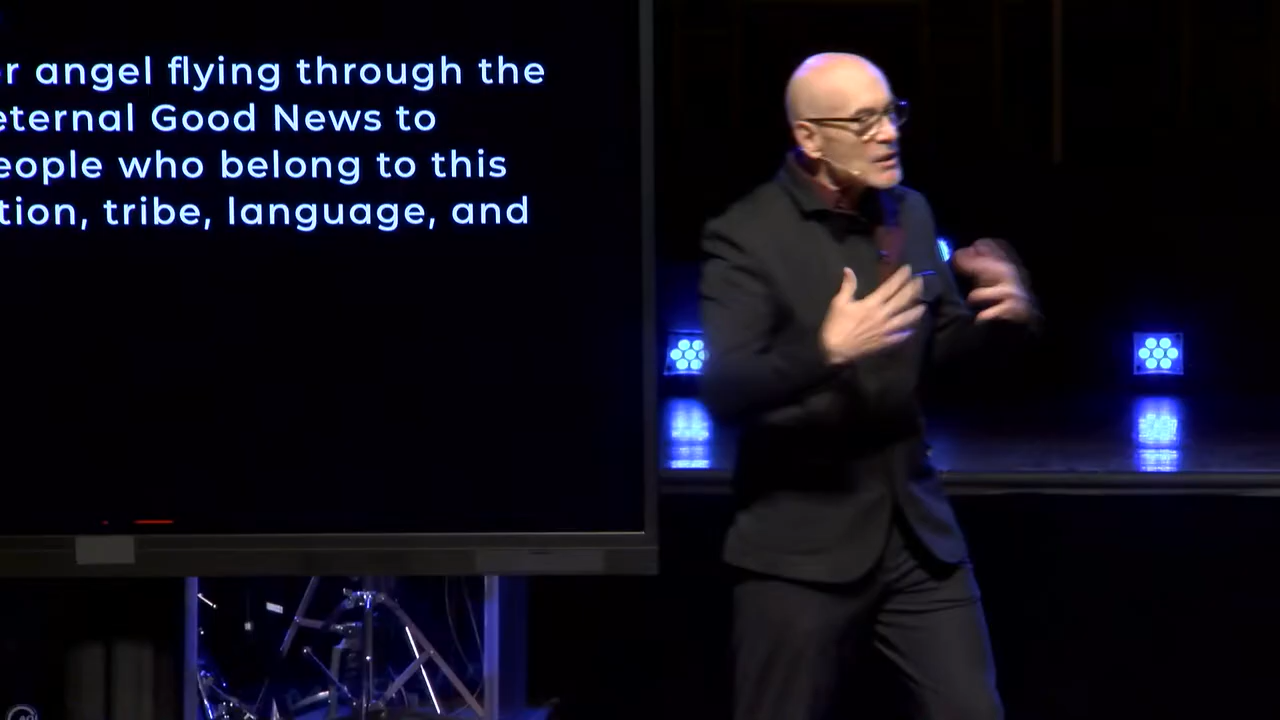 r angel flying through the
eternal Good News to
eople who belong to this
tion, tribe, language, and